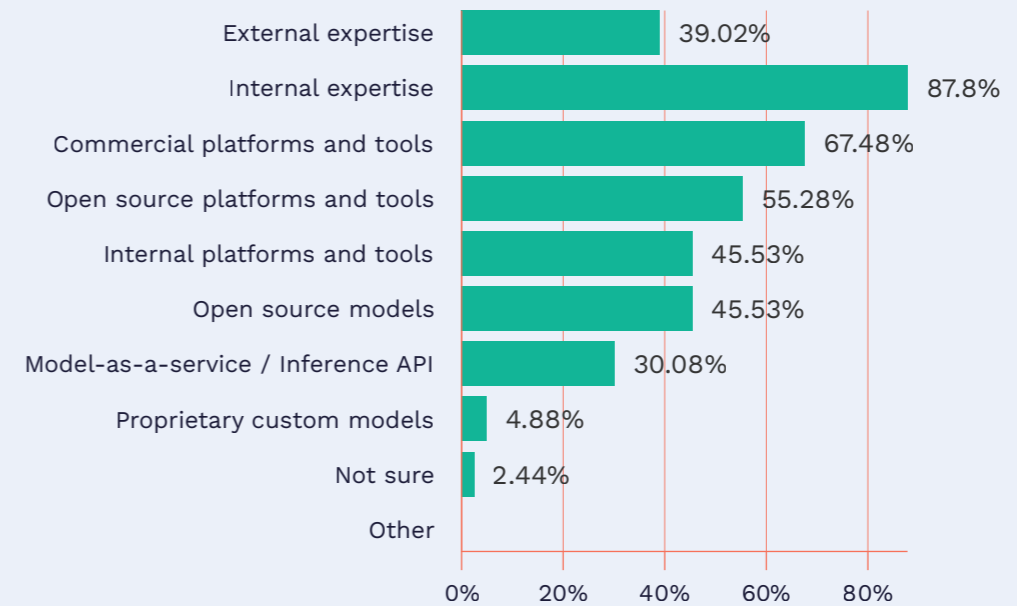 External expertise 39.02%
Internal expertise 87.8%
Commercial platforms and tools 67.48%
Open source platforms and tools 55.28%
Internal platforms and tools 45.53%
Open source models 45.53%
Model-as-a-service / Inference API 30.08%
Proprietary custom models 4.88%
Not sure 2.44%
Other
0% 20% 40% 60% 80%